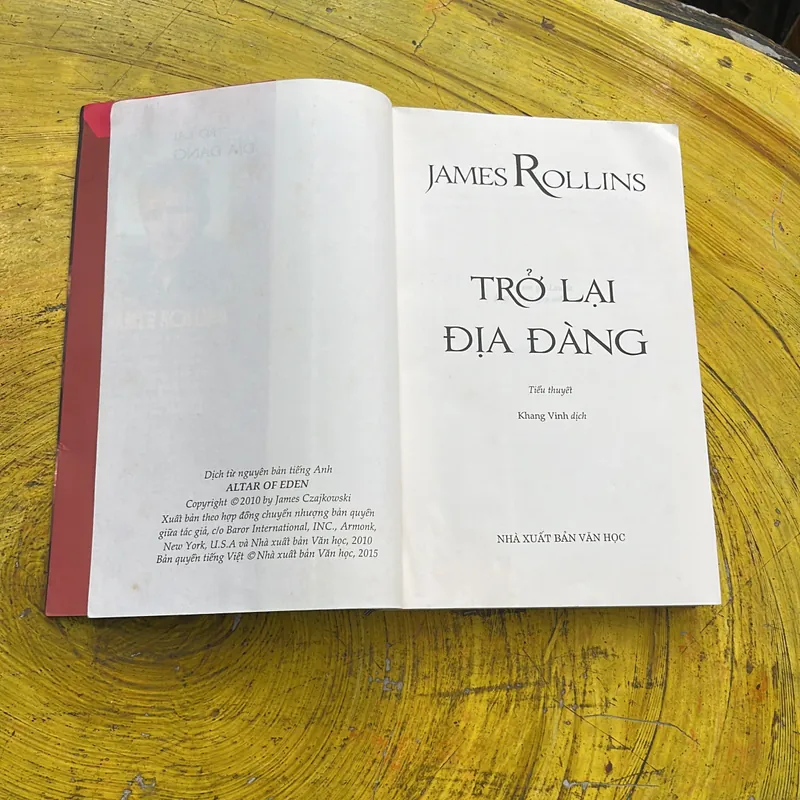 Dịch từ nguyên bản tiếng Anh
ALTAR OF EDEN
Copyright © 2010 by James Czajkowski
Xuất bản theo hợp đồng chuyển nhượng bản quyền
giữa tác giả, c/o Baror International, INC., Armonk,
New York, U.S.A và Nhà xuất bản Văn học, 2010
Bản quyền tiếng Việt © Nhà xuất bản Văn học, 2015
JAMES ROLLINS
TRỞ LẠI
ĐỊA ĐÀNG
Tiểu thuyết
Khang Vinh dịch
NHÀ XUẤT BẢN VĂN HỌC